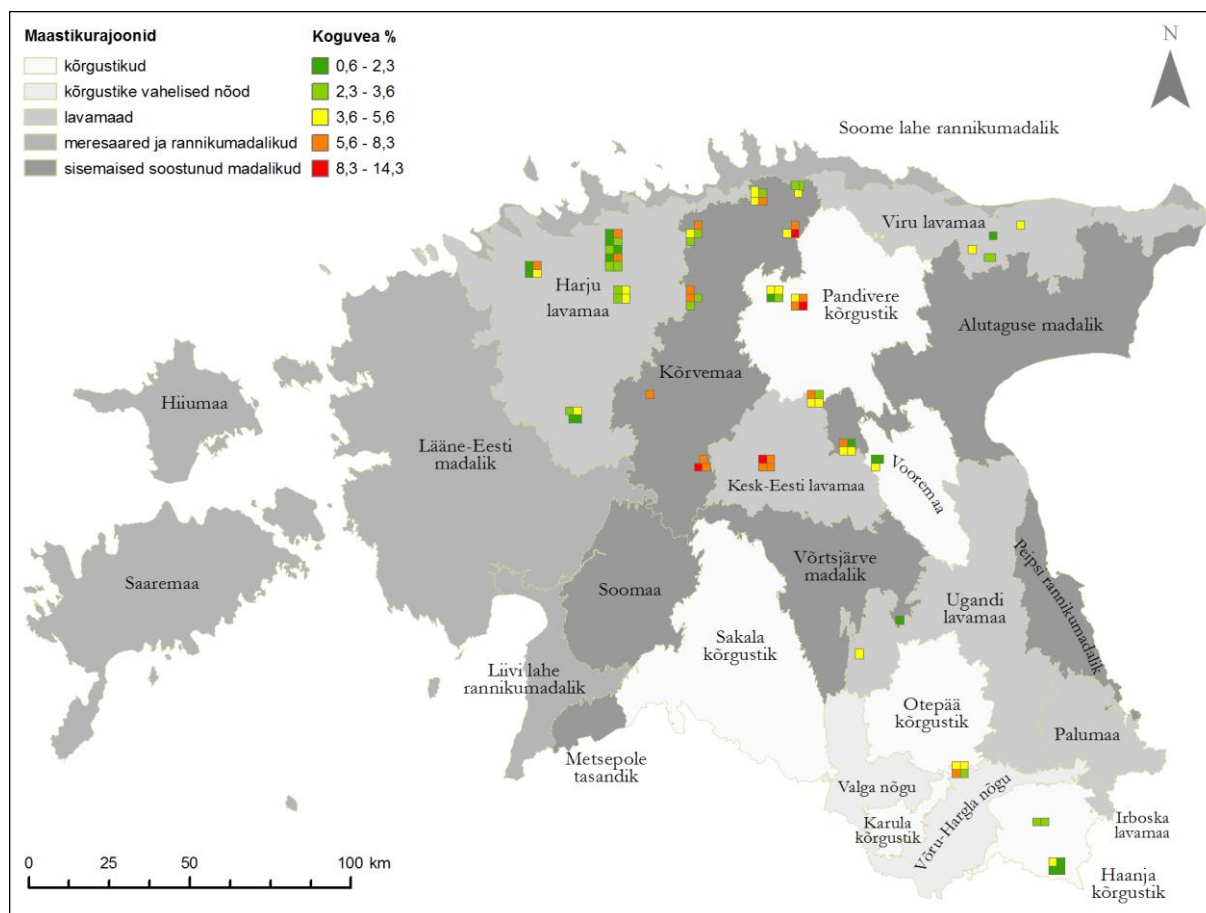 Maastikurajoonid
kõrgustikud
kõrgustike vahelised nõod
lavamaad
meresaared ja rannikumadalikud
sisemaised soostunud madalikud
Koguvea %
0,6 - 2,3
2,3 - 3,6
3,6 - 5,6
5,6 - 8,3
8,3 - 14,3
N
Soome lahe rannikumadalik
Viru lavamaa
Harju
lavamaa
Pandivere
kõrgustik
Alutaguse madalik
Kõrvemaa
Hiiumaa
Lääne-Eesti
madalik
Kesk-Eesti lavamaa
Vooremaa
Saaremaa
Soomaa
Võrtsjärve
madalik
Peipsi rannikumadalik
Ugandi
lavamaa
Sakala
kõrgustik
Liivi lahe
rannikumadalik
Otepää
kõrgustik
Palumaa
Metsepole
tasandik
Valga nõgu
Võru-Hargla nõgu
Karula
kõrgustik
Irboska
lavamaa
Haanja
kõrgustik
0 25 50 100 km